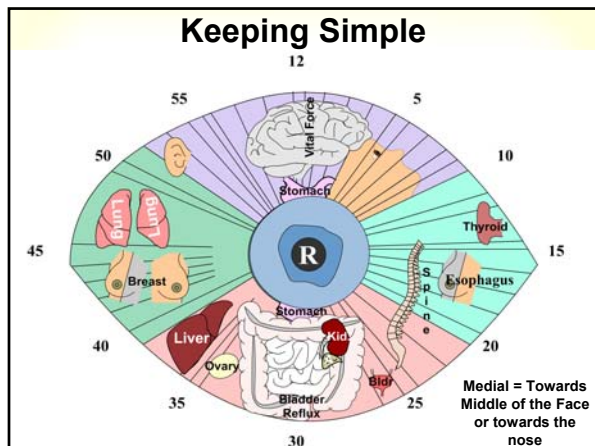 Keeping Simple
12
55
5
Vital Force
50
10
Stomach
Lung
Lung
Thyroid
45
R
15
Breast
Spine
Esophagus
Stomach
40
Liver
Kid.
20
Ovary
Bldr
35
Bladder
Reflux
25
30
Medial = Towards
Middle of the Face
or towards the
nose